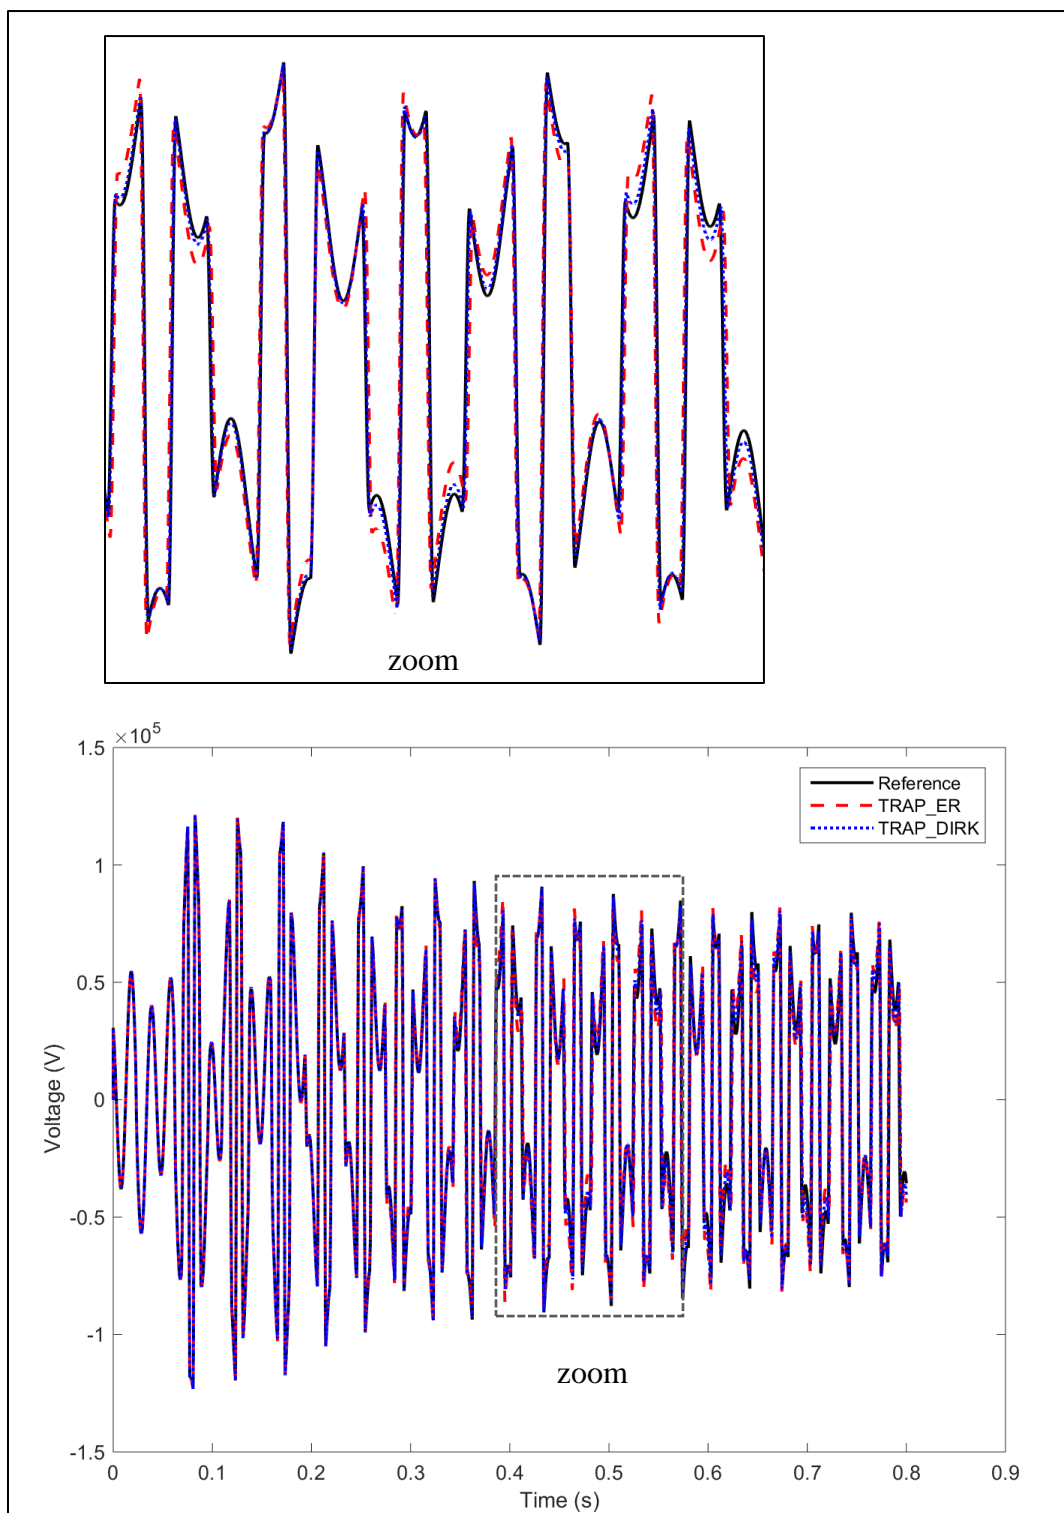 zoom
×10^5
1.5
1
0.5
0
-0.5
-1
-1.5
Voltage (V)
Reference
TRAP_ER
TRAP_DIRK
zoom
0 0.1 0.2 0.3 0.4 0.5 0.6 0.7 0.8 0.9
Time (s)